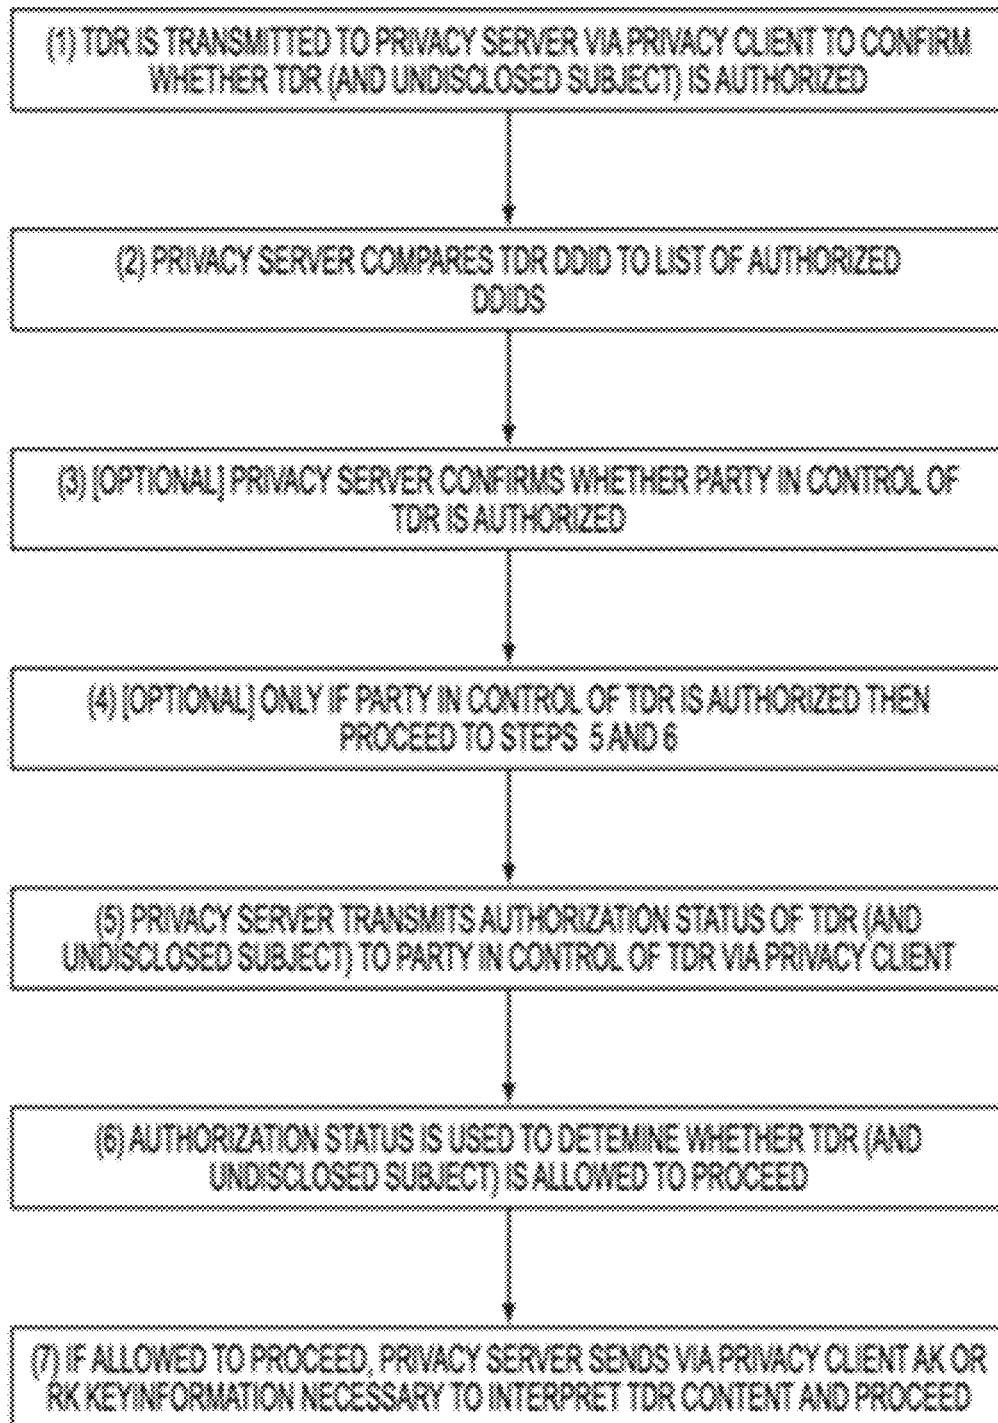 (1) TDR IS TRANSMITTED TO PRIVACY SERVER VIA PRIVACY CLIENT TO CONFIRM
WHETHER TDR (AND UNDISCLOSED SUBJECT) IS AUTHORIZED
(2) PRIVACY SERVER COMPARES TDR DDID TO LIST OF AUTHORIZED
DDIDS
(3) [OPTIONAL] PRIVACY SERVER CONFIRMS WHETHER PARTY IN CONTROL OF
TDR IS AUTHORIZED
(4) [OPTIONAL] ONLY IF PARTY IN CONTROL OF TDR IS AUTHORIZED THEN
PROCEED TO STEPS 5 AND 6
(5) PRIVACY SERVER TRANSMITS AUTHORIZATION STATUS OF TDR (AND
UNDISCLOSED SUBJECT) TO PARTY IN CONTROL OF TDR VIA PRIVACY CLIENT
(6) AUTHORIZATION STATUS IS USED TO DETEMINE WHETHER TDR (AND
UNDISCLOSED SUBJECT) IS ALLOWED TO PROCEED
(7) IF ALLOWED TO PROCEED, PRIVACY SERVER SENDS VIA PRIVACY CLIENT AK OR
RK KEYINFORMATION NECESSARY TO INTERPRET TDR CONTENT AND PROCEED